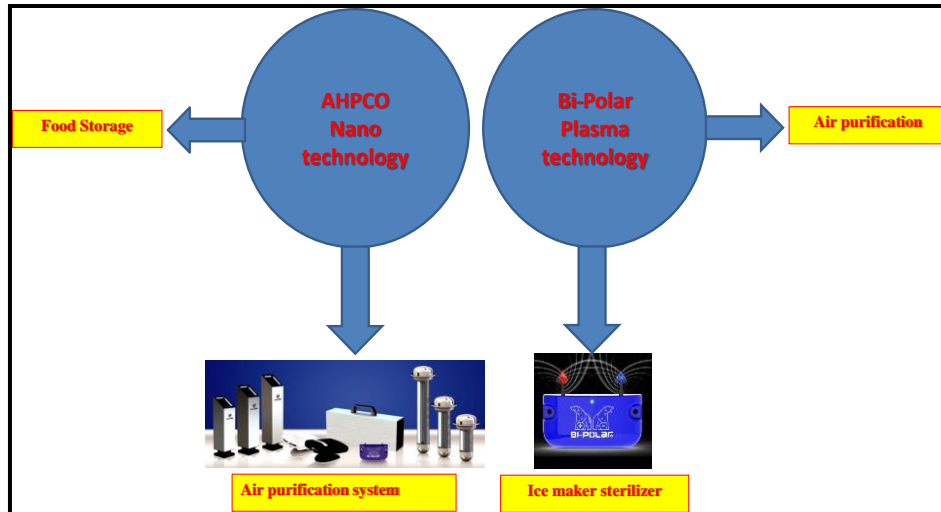 AHPCO
Nano
technology
Bi-Polar
Plasma
technology
Food Storage
Air purification
BI-POLAR
Air purification system
Ice maker sterilizer